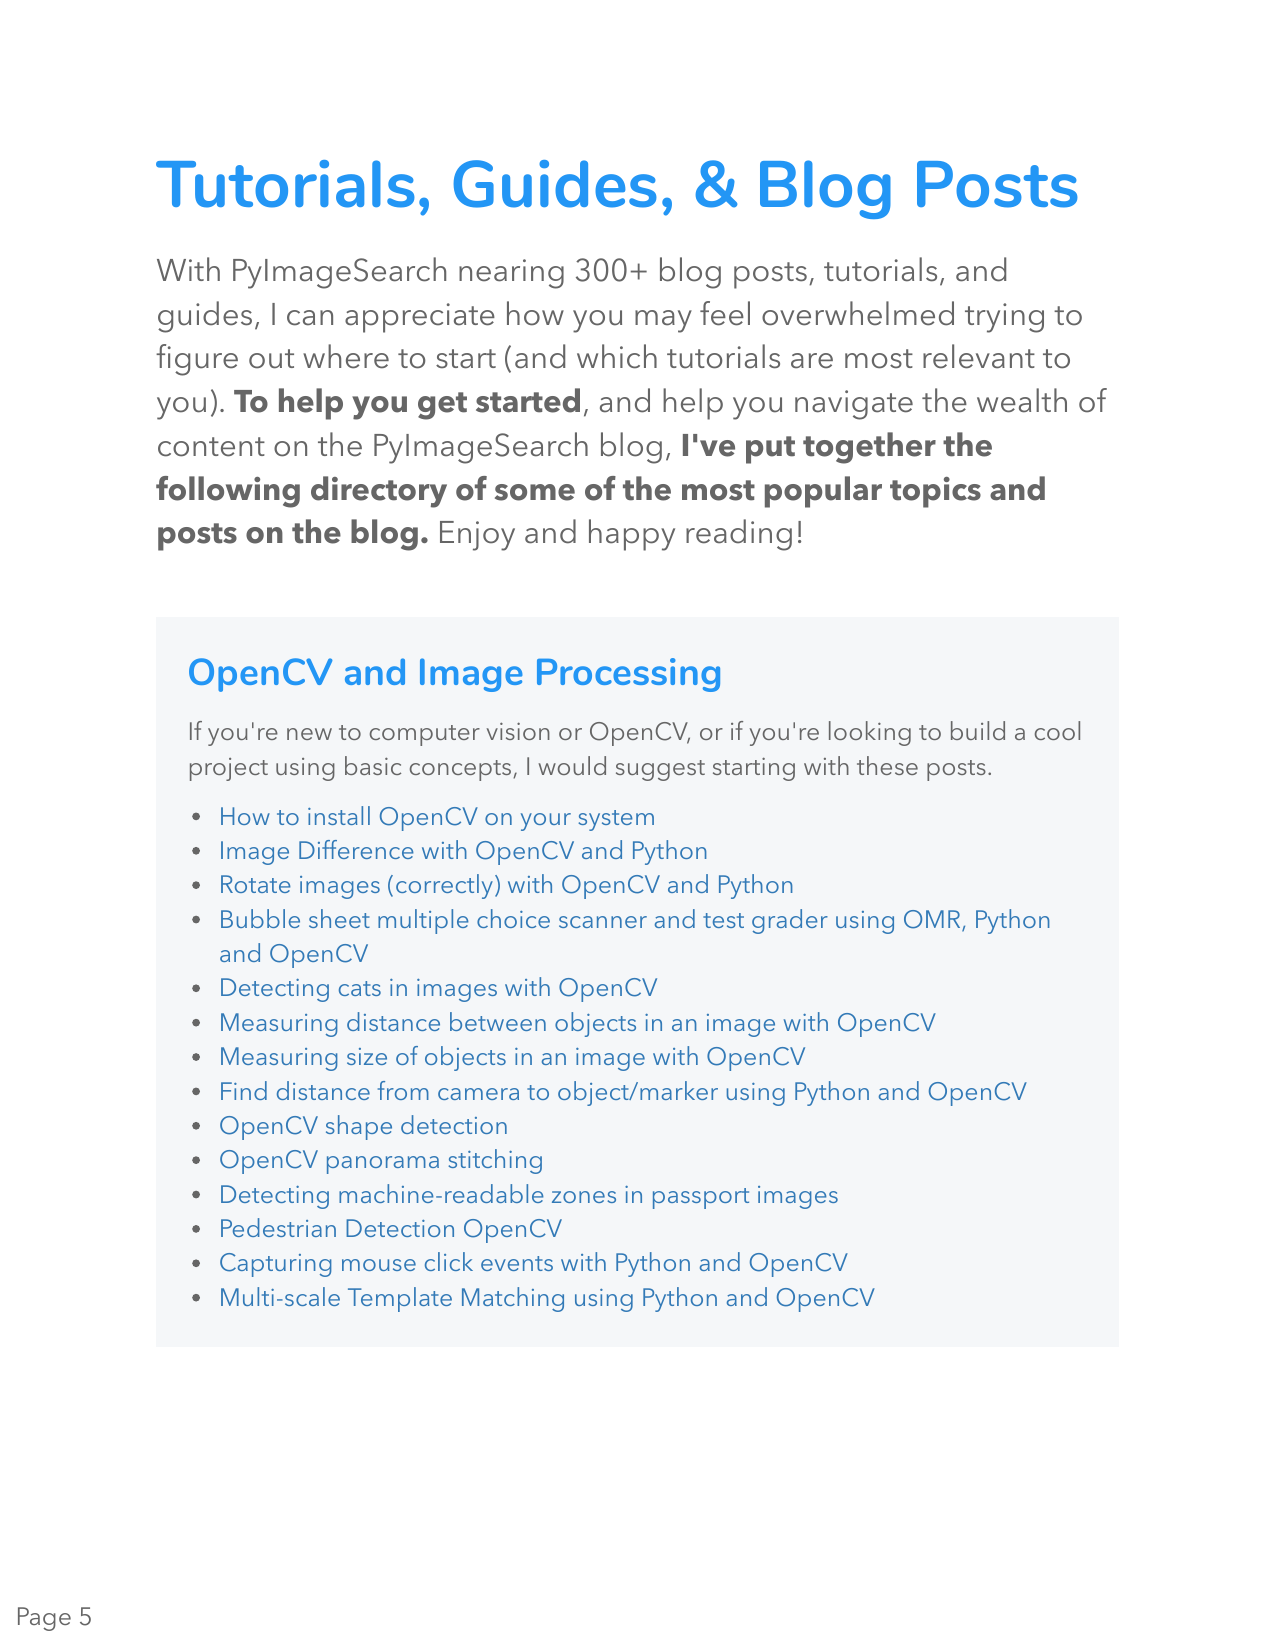 Tutorials, Guides, & Blog Posts
With PyImageSearch nearing 300+ blog posts, tutorials, and
guides, I can appreciate how you may feel overwhelmed trying to
figure out where to start (and which tutorials are most relevant to
you). To help you get started, and help you navigate the wealth of
content on the PyImageSearch blog, I've put together the
following directory of some of the most popular topics and
posts on the blog. Enjoy and happy reading!
OpenCV and Image Processing
If you're new to computer vision or OpenCV, or if you're looking to build a cool
project using basic concepts, I would suggest starting with these posts.
• How to install OpenCV on your system
• Image Difference with OpenCV and Python
• Rotate images (correctly) with OpenCV and Python
• Bubble sheet multiple choice scanner and test grader using OMR, Python
and OpenCV
• Detecting cats in images with OpenCV
• Measuring distance between objects in an image with OpenCV
• Measuring size of objects in an image with OpenCV
• Find distance from camera to object/marker using Python and OpenCV
• OpenCV shape detection
• OpenCV panorama stitching
• Detecting machine-readable zones in passport images
• Pedestrian Detection OpenCV
• Capturing mouse click events with Python and OpenCV
• Multi-scale Template Matching using Python and OpenCV
Page 5